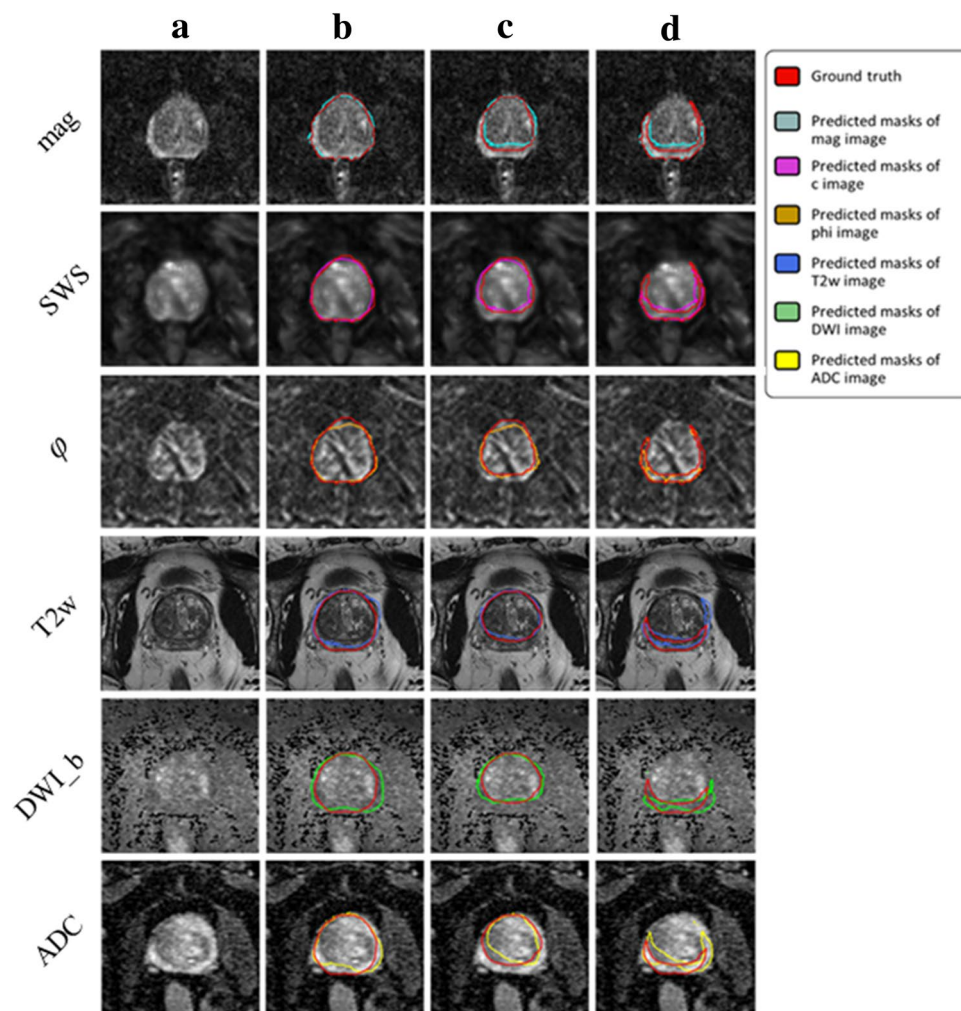 a b c d
mag
SWS
φ
T2w
DWI_b
ADC
Ground truth
Predicted masks of
mag image
Predicted masks of
c image
Predicted masks of
phi image
Predicted masks of
T2w image
Predicted masks of
DWI image
Predicted masks of
ADC image